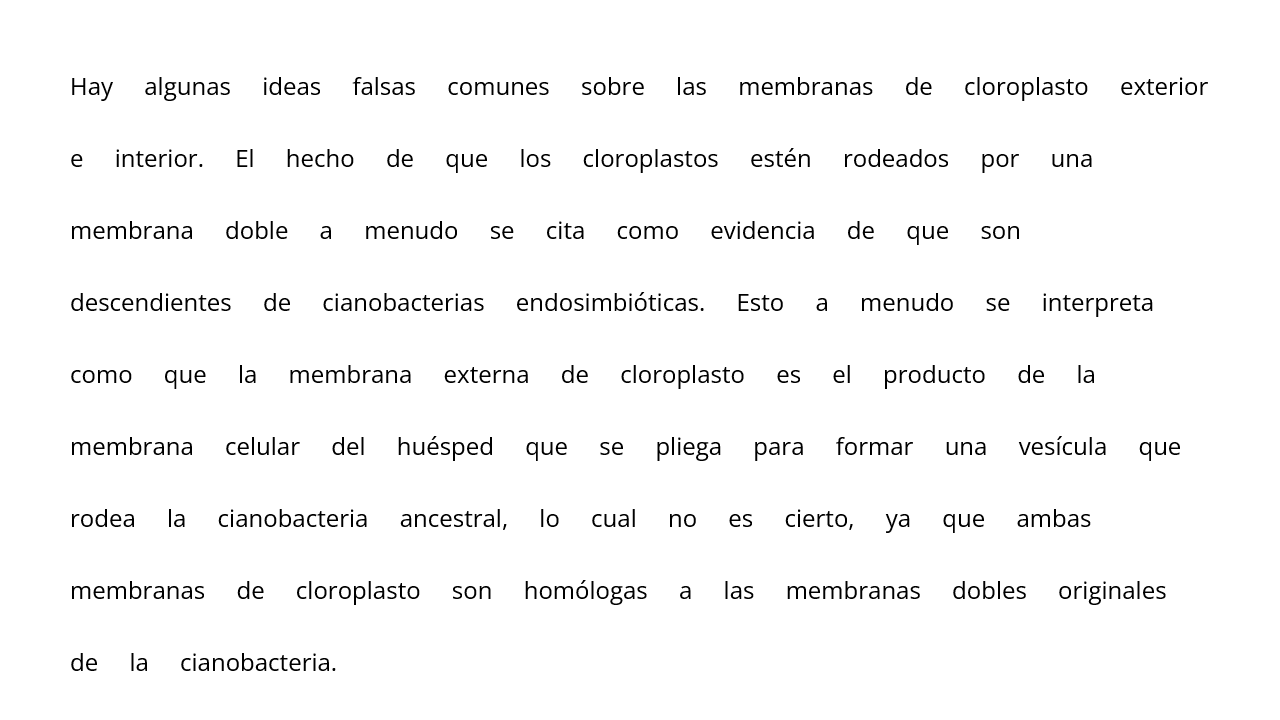 Hay algunas ideas falsas comunes sobre las membranas de cloroplasto exterior
e interior. El hecho de que los cloroplastos estén rodeados por una
membrana doble a menudo se cita como evidencia de que son
descendientes de cianobacterias endosimbióticas. Esto a menudo se interpreta
como que la membrana externa de cloroplasto es el producto de la
membrana celular del huésped que se pliega para formar una vesícula que
rodea la cianobacteria ancestral, lo cual no es cierto, ya que ambas
membranas de cloroplasto son homólogas a las membranas dobles originales
de la cianobacteria.